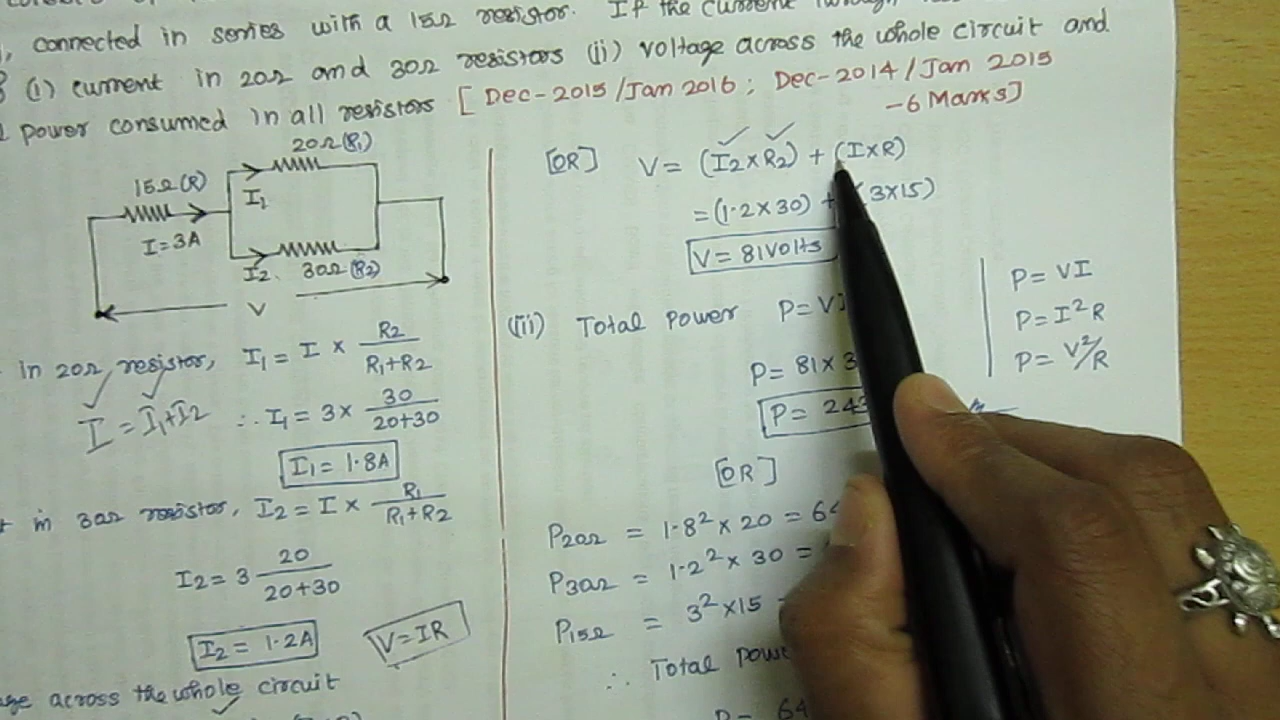 connected in series with a 15Ω resistor. If the current through
(i) current in 20Ω and 30Ω resistors (ii) voltage across the whole circuit and
power consumed in all resistors [Dec-2015/Jan 2016; Dec-2014/Jan 2015
-6 Marks]
20Ω(R1)
15Ω(R)
I1
I=3A
I2. 30Ω(R2)
V
In 20Ω resistor, I1 = I × R2/(R1+R2)
I = I1+I2 ∴ I1 = 3× 30/(20+30)
I1 = 1.8A
in 30Ω resistor, I2 = I × R1/(R1+R2)
I2 = 3 20/(20+30)
I2 = 1.2A
V=IR
across the whole circuit
[OR] V = (I2×R2) + (I×R)
=(1.2×30) + (3×15)
V = 81Volts
(iii) Total power P=VI
P= 81×3
P= 243
P= VI
P= I²R
P= V²/R
[OR]
P20Ω = 1.8²×20 = 64
P30Ω = 1.2²× 30 =
P15Ω = 3²×15
∴ Total
P= 64